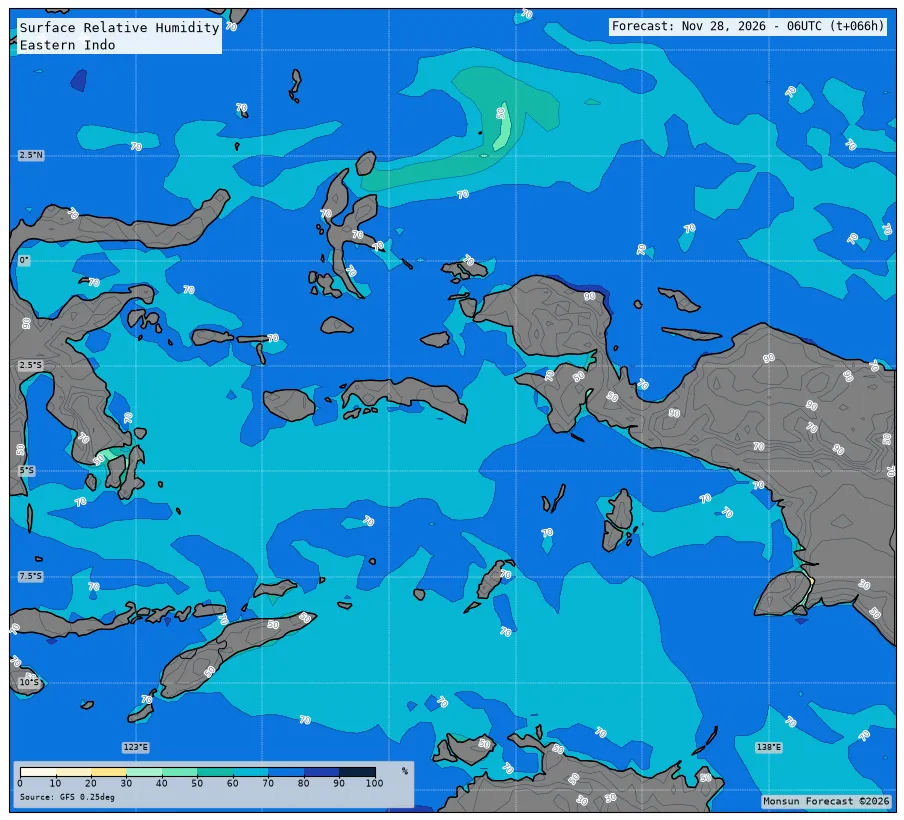 Surface Relative Humidity
Eastern Indo
Forecast: Nov 28, 2026 - 06UTC (t+066h)
2.5°N
0°
2.5°S
5°S
7.5°S
10°S
123°E
138°E
%
0 10 20 30 40 50 60 70 80 90 100
Source: GFS 0.25deg
Monsun Forecast ©2026